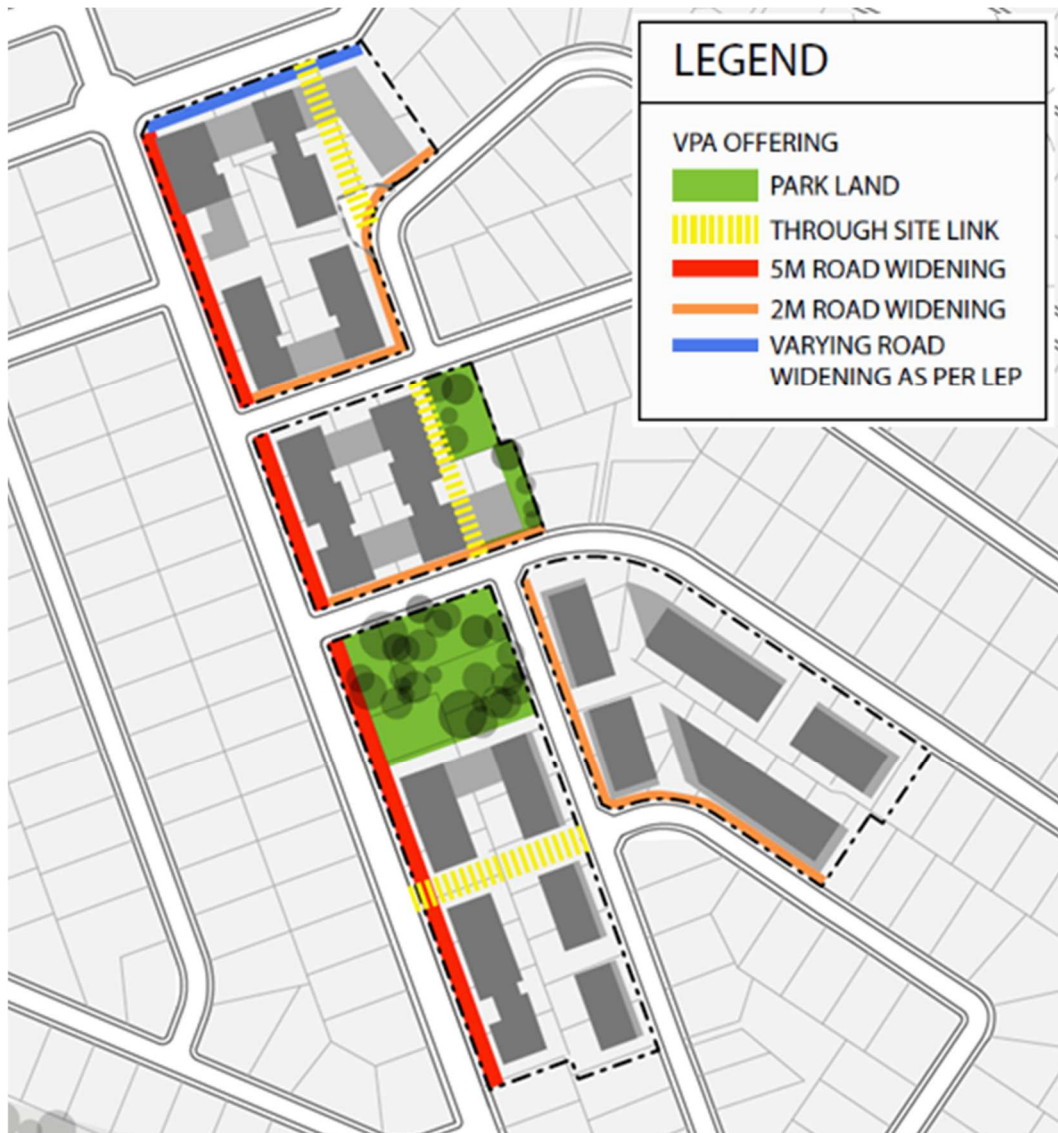 LEGEND
VPA OFFERING
PARK LAND
THROUGH SITE LINK
5M ROAD WIDENING
2M ROAD WIDENING
VARYING ROAD
WIDENING AS PER LEP